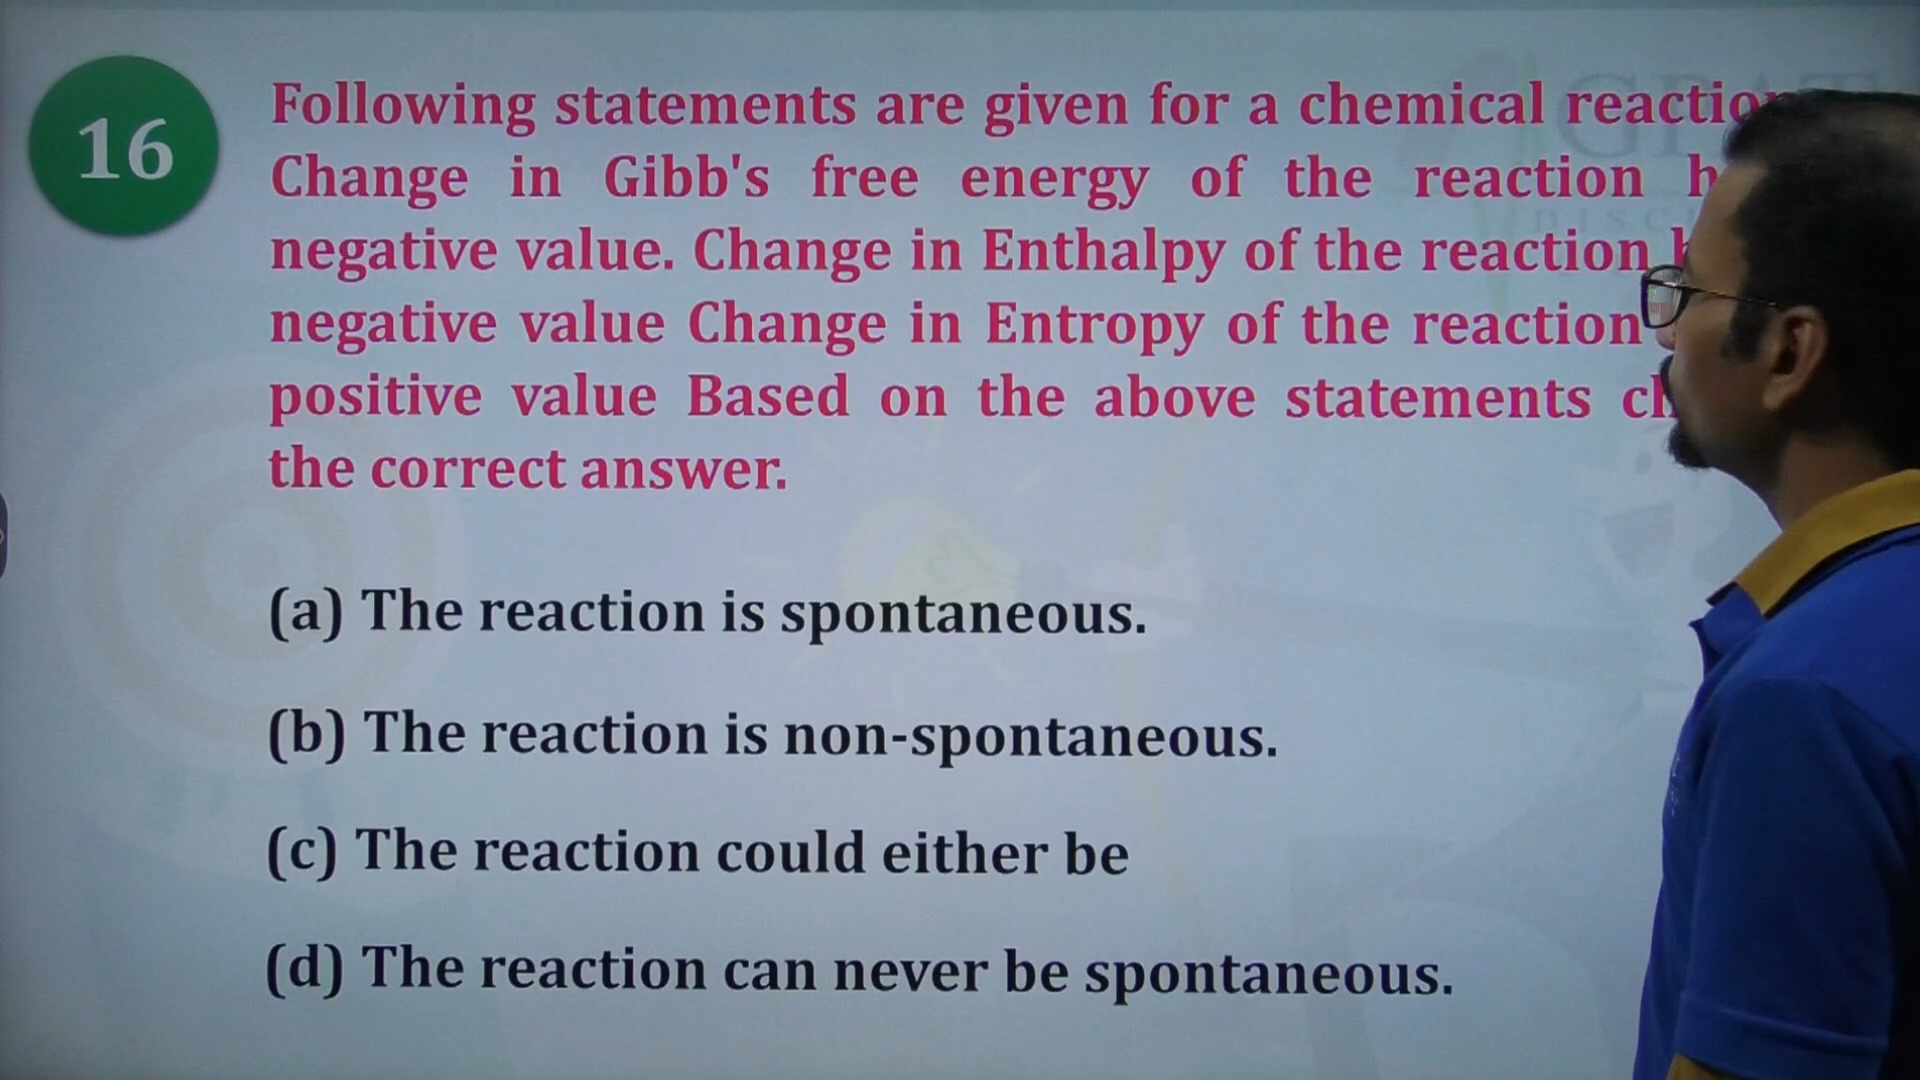 16
Following statements are given for a chemical
Change in Gibb's free energy of the reaction
negative value. Change in Enthalpy of the reaction
negative value Change in Entropy of the reaction
positive value Based on the above statements
the correct answer.
(a) The reaction is spontaneous.
(b) The reaction is non-spontaneous.
(c) The reaction could either be
(d) The reaction can never be spontaneous.